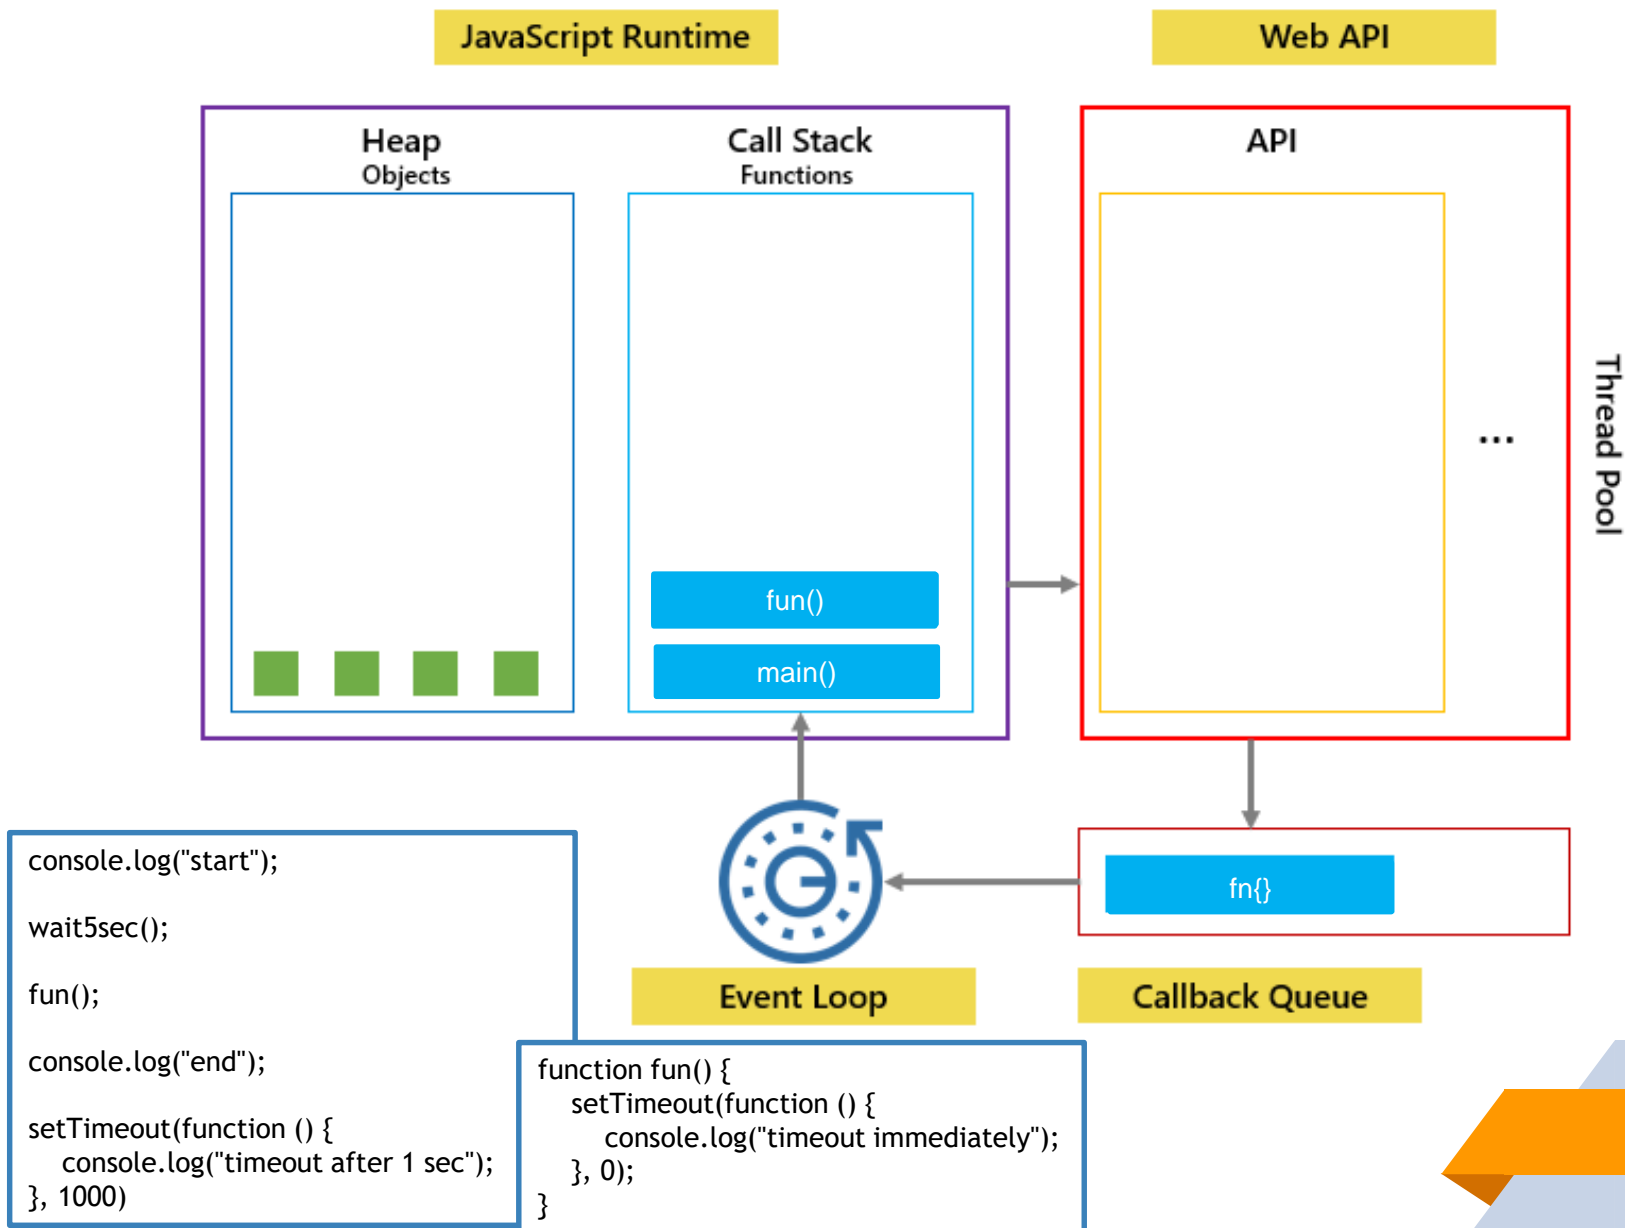 JavaScript Runtime
Web API
Heap
Objects
Call Stack
Functions
API
Thread Pool
...
fun()
main()
fn{}
Event Loop
Callback Queue
console.log("start");
wait5sec();
fun();
console.log("end");
setTimeout(function () {
console.log("timeout after 1 sec");
}, 1000)
function fun() {
setTimeout(function () {
console.log("timeout immediately");
}, 0);
}